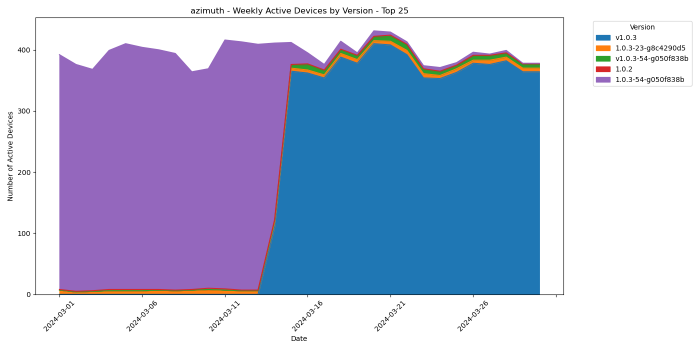 azimuth - Weekly Active Devices by Version - Top 25
Number of Active Devices
400
300
200
100
0
2024-03-01
2024-03-06
2024-03-11
2024-03-16
2024-03-21
2024-03-26
Date
Version
v1.0.3
1.0.3-23-g8c4290d5
v1.0.3-54-g050f838b
1.0.2
1.0.3-54-g050f838b